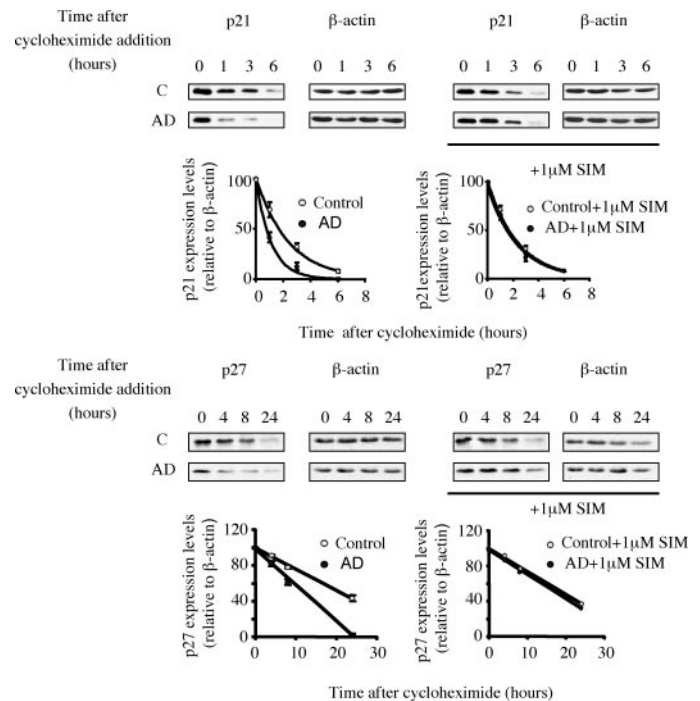 Time after
cycloheximide addition
(hours)
p21
β-actin
p21
β-actin
0 1 3 6
0 1 3 6
0 1 3 6
0 1 3 6
C
AD
+1μM SIM
p21 expression levels
(relative to β-actin)
100
50
0
0 2 4 6 8
Control
AD
p21expression levels
(relative to β-actin)
100
50
0
0 2 4 6 8
Control+1μM SIM
AD+1μM SIM
Time after cycloheximide (hours)
Time after
cycloheximide addition
(hours)
p27
β-actin
p27
β-actin
0 4 8 24
0 4 8 24
0 4 8 24
0 4 8 24
C
AD
+1μM SIM
p27 expression levels
(relative to β-actin)
120
80
40
0
0 10 20 30
Control
AD
p27 expression levels
(relative to β-actin)
120
80
40
0
0 10 20 30
Control+1μM SIM
AD+1μM SIM
Time after cycloheximide (hours)